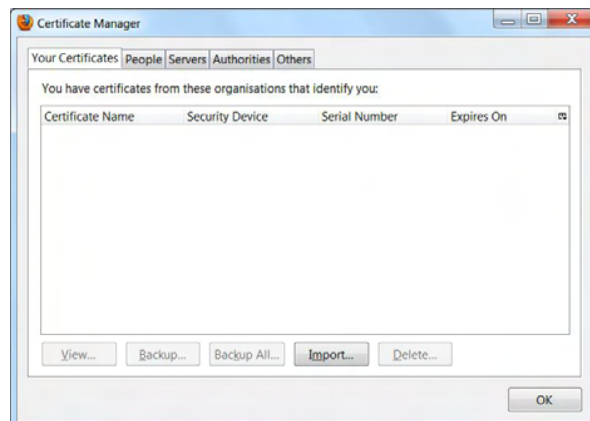 Certificate Manager
Your Certificates People Servers Authorities Others
You have certificates from these organisations that identify you:
Certificate Name Security Device Serial Number Expires On
View... Backup... Backup All... Import... Delete...
OK